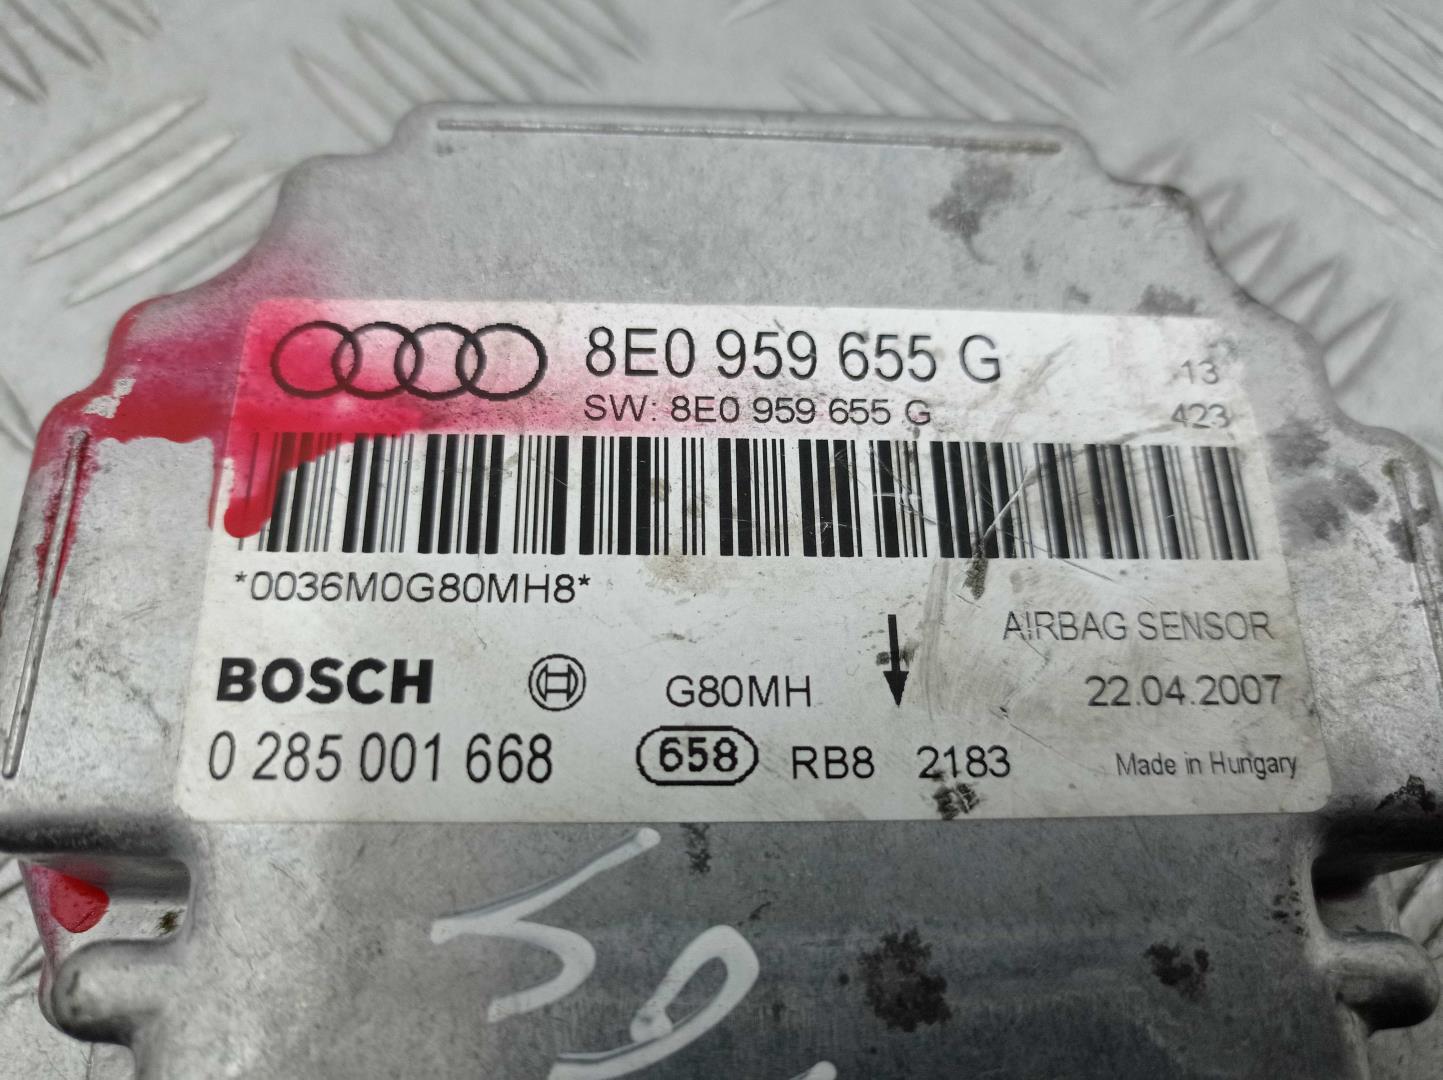 8E0 959 655 G
13
SW: 8E0 959 655 G
423
*0036M0G80MH8*
AIRBAG SENSOR
BOSCH
G80MH
22.04.2007
0 285 001 668
658
RB8 2183
Made in Hungary